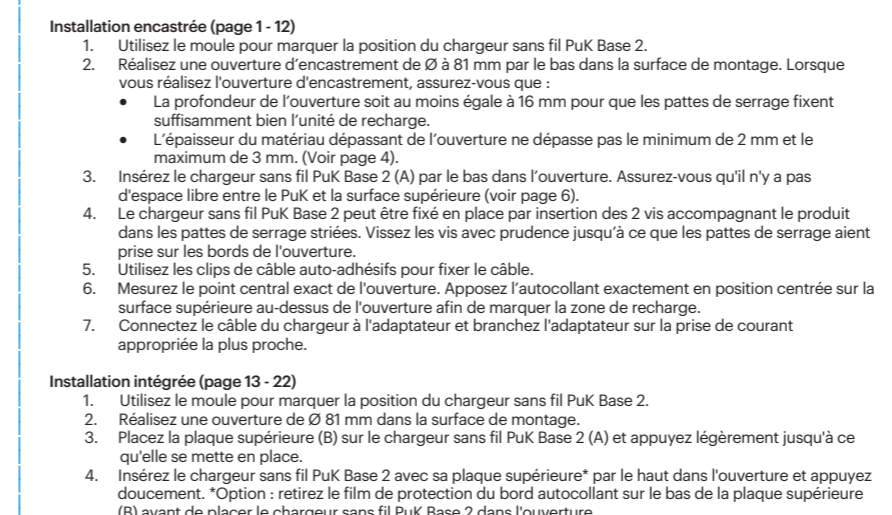 Installation encastrée (page 1 - 12)
1. Utilisez le moule pour marquer la position du chargeur sans fil PuK Base 2.
2. Réalisez une ouverture d'encastrement de Ø à 81 mm par le bas dans la surface de montage. Lorsque
vous réalisez l'ouverture d'encastrement, assurez-vous que :
• La profondeur de l'ouverture soit au moins égale à 16 mm pour que les pattes de serrage fixent
suffisamment bien l'unité de recharge.
• L'épaisseur du matériau dépassant de l'ouverture ne dépasse pas le minimum de 2 mm et le
maximum de 3 mm. (Voir page 4).
3. Insérez le chargeur sans fil PuK Base 2 (A) par le bas dans l'ouverture. Assurez-vous qu'il n'y a pas
d'espace libre entre le PuK et la surface supérieure (voir page 6).
4. Le chargeur sans fil PuK Base 2 peut être fixé en place par insertion des 2 vis accompagnant le produit
dans les pattes de serrage striées. Vissez les vis avec prudence jusqu'à ce que les pattes de serrage aient
prise sur les bords de l'ouverture.
5. Utilisez les clips de câble auto-adhésifs pour fixer le câble.
6. Mesurez le point central exact de l'ouverture. Apposez l'autocollant exactement en position centrée sur la
surface supérieure au-dessus de l'ouverture afin de marquer la zone de recharge.
7. Connectez le câble du chargeur à l'adaptateur et branchez l'adaptateur sur la prise de courant
appropriée la plus proche.
Installation intégrée (page 13 - 22)
1. Utilisez le moule pour marquer la position du chargeur sans fil PuK Base 2.
2. Réalisez une ouverture de Ø 81 mm dans la surface de montage.
3. Placez la plaque supérieure (B) sur le chargeur sans fil PuK Base 2 (A) et appuyez légèrement jusqu'à ce
qu'elle se mette en place.
4. Insérez le chargeur sans fil PuK Base 2 avec sa plaque supérieure* par le haut dans l'ouverture et appuyez
doucement. *Option : retirez le film de protection du bord autocollant sur le bas de la plaque supérieure
(B) avant de placer le chargeur sans fil PuK Base 2 dans l'ouverture.